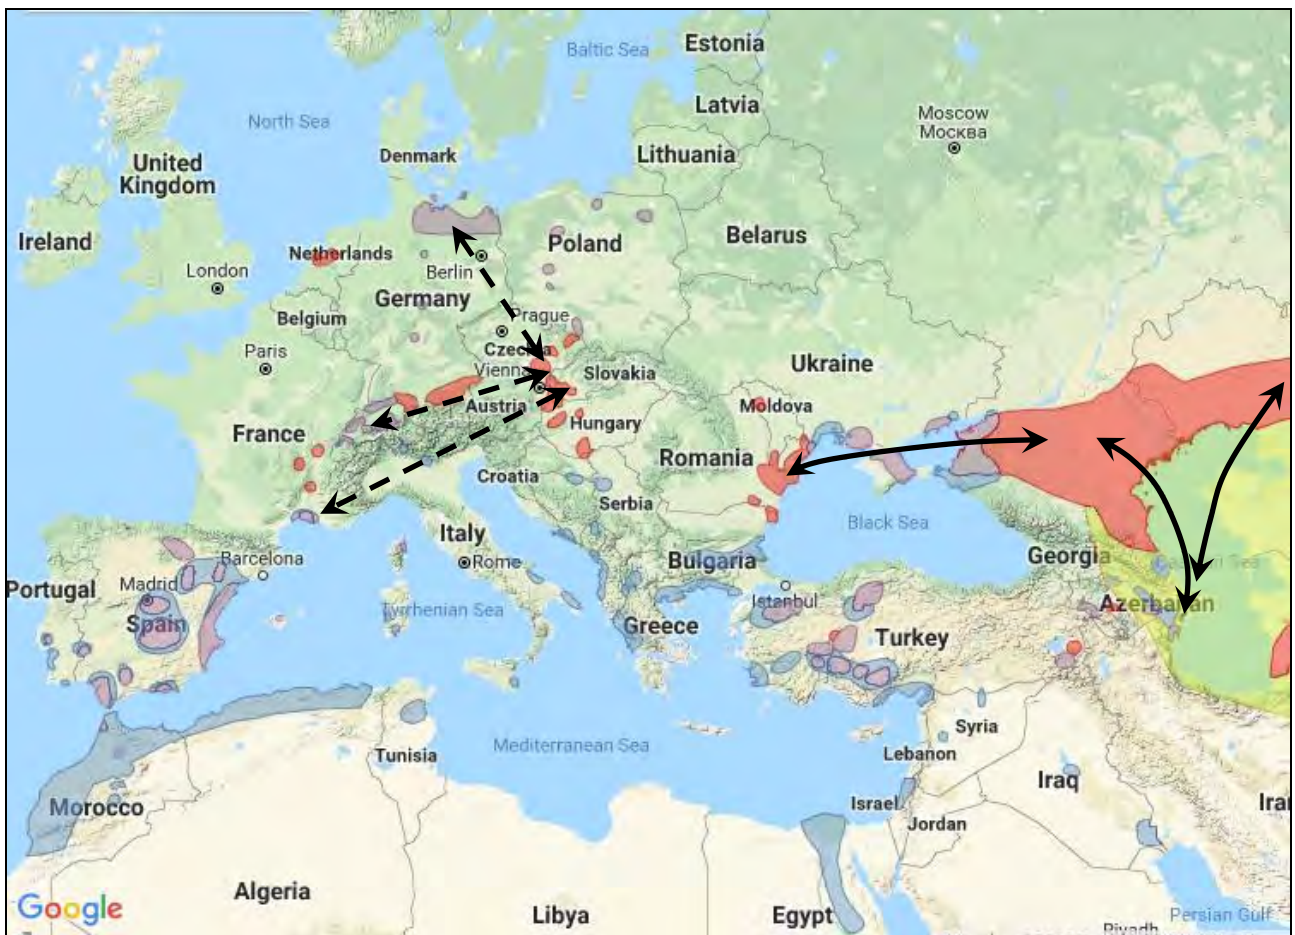 Baltic Sea
Estonia
Latvia
Moscow
Москва
North Sea
Denmark
Lithuania
United
Kingdom
Ireland
Netherlands
Poland
Belarus
London
Berlin
Germany
Belgium
Prague
Paris
Czechia
Ukraine
Vienna
Slovakia
Austria
Moldova
France
Hungary
Romania
Croatia
Serbia
Black Sea
Italy
Barcelona
Rome
Bulgaria
Georgia
Portugal
Madrid
Istanbul
Azerbaijan
Tyrrhenian Sea
Spain
Greece
Turkey
Mediterranean Sea
Tunisia
Syria
Lebanon
Iraq
Morocco
Israel
Jordan
Iran
Algeria
Google
Libya
Egypt
Persian Gulf
Riyadh